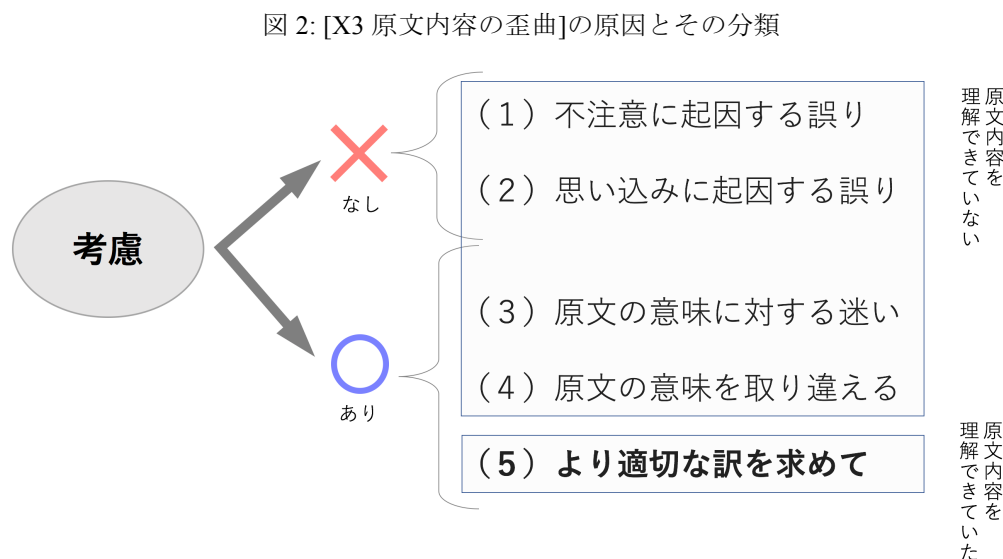 図 2: [X3 原文内容の歪曲]の原因とその分類
考慮
なし
あり
（１）不注意に起因する誤り
（２）思い込みに起因する誤り
（３）原文の意味に対する迷い
（４）原文の意味を取り違える
（５）より適切な訳を求めて
原文内容を
理解できていない
原文内容を
理解できていた